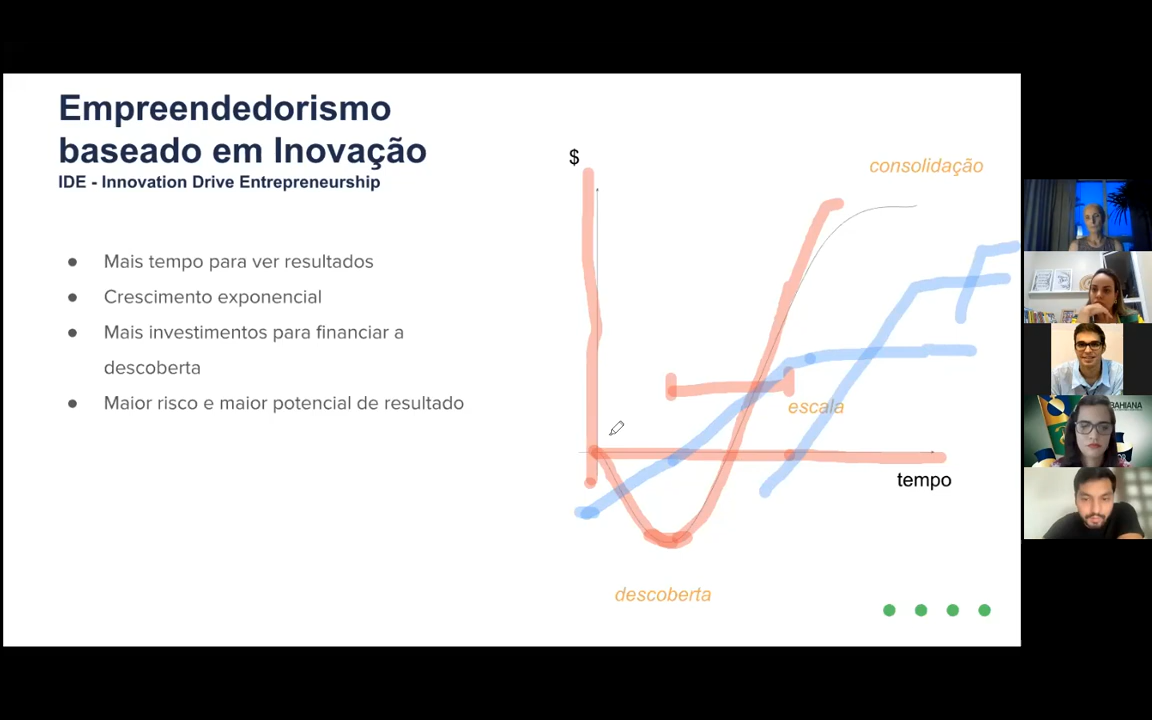 Empreendedorismo
baseado em Inovação
IDE - Innovation Drive Entrepreneurship
● Mais tempo para ver resultados
● Crescimento exponencial
● Mais investimentos para financiar a
descoberta
● Maior risco e maior potencial de resultado
$
consolidação
escala
tempo
descoberta
BAHIANA